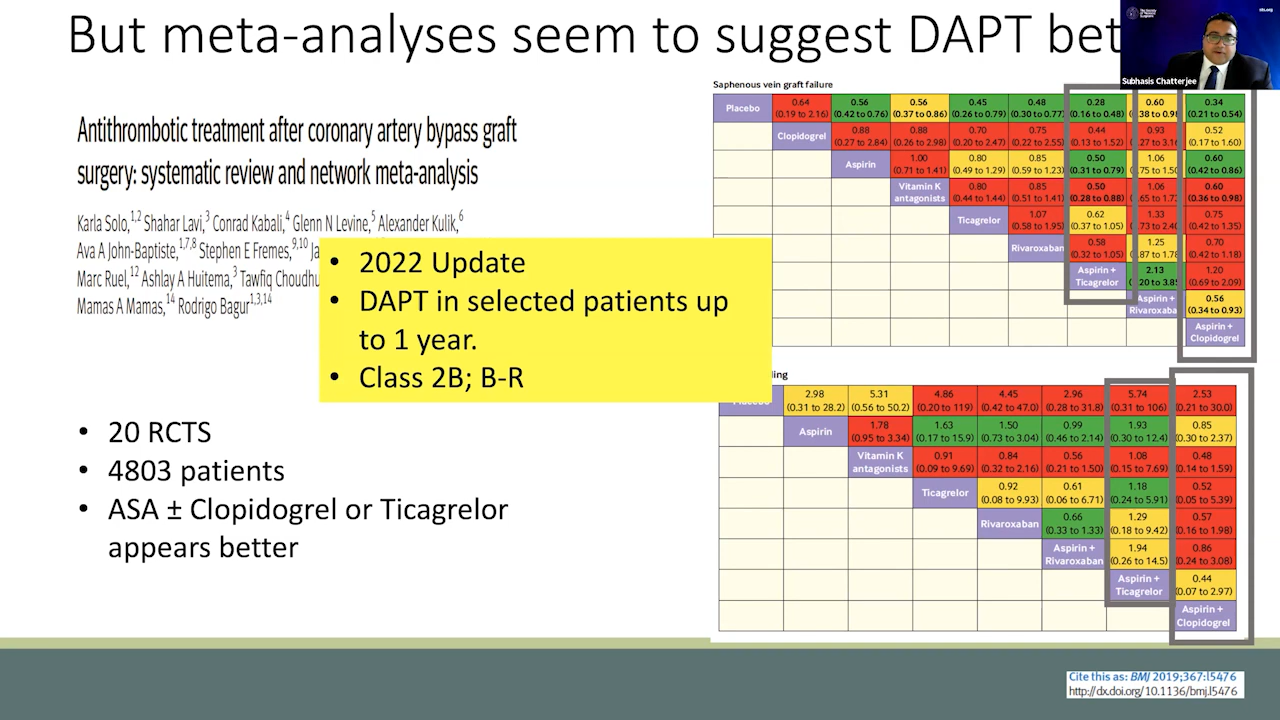 But meta-analyses seem to suggest DAPT bet
sts.org
Subhasis Chatterjee
Antithrombotic treatment after coronary artery bypass graft
surgery: systematic review and network meta-analysis
Karla Solo,1,2 Shahar Lavi,3 Conrad Kabali,4 Glenn N Levine,5 Alexander Kulik,6
Ava A John-Baptiste,1,7,8 Stephen E Fremes,9,10 Ja
Marc Ruel,12 Ashlay A Huitema,3 Tawfiq Choudhu
Mamas A Mamas,14 Rodrigo Bagur1,3,14
• 2022 Update
• DAPT in selected patients up
to 1 year.
• Class 2B; B-R
• 20 RCTS
• 4803 patients
• ASA ± Clopidogrel or Ticagrelor
appears better
Saphenous vein graft failure
Placebo 0.64 0.56 0.56 0.45 0.48 0.28 0.60 0.34
(0.19 to 2.16) (0.42 to 0.76) (0.37 to 0.86) (0.26 to 0.79) (0.30 to 0.77) (0.16 to 0.48) 0.38 to 0.98 (0.21 to 0.54)
Clopidogrel 0.88 0.88 0.70 0.75 0.44 0.93 0.52
(0.27 to 2.84) (0.26 to 2.98) (0.20 to 2.47) (0.22 to 2.55) (0.13 to 1.52) 0.27 to 3.16 (0.17 to 1.60)
Aspirin 1.00 0.80 0.85 0.50 1.06 0.60
(0.71 to 1.41) (0.49 to 1.29) (0.59 to 1.23) (0.31 to 0.79) 0.75 to 1.50 (0.42 to 0.86)
Vitamin K 0.80 0.85 0.50 1.06 0.60
antagonists (0.44 to 1.44) (0.51 to 1.41) (0.28 to 0.88) 0.65 to 1.73 (0.36 to 0.98)
Ticagrelor 1.07 0.62 1.33 0.75
(0.58 to 1.95) (0.37 to 1.05) 0.73 to 2.40 (0.42 to 1.35)
Rivaroxaban 0.58 1.25 0.70
(0.32 to 1.05) 0.87 to 1.78 (0.42 to 1.18)
Aspirin + 2.13 1.20
Ticagrelor .20 to 3.8 (0.69 to 2.09)
Aspirin + 0.56
Rivaroxaba (0.34 to 0.93)
Aspirin +
Clopidogrel
ling
2.98 5.31 4.86 4.45 2.96 5.74 2.53
(0.31 to 28.2) (0.56 to 50.2) (0.20 to 119) (0.42 to 47.0) (0.28 to 31.8) (0.31 to 106) (0.21 to 30.0)
Aspirin 1.78 1.63 1.50 0.99 1.93 0.85
(0.95 to 3.34) (0.17 to 15.9) (0.73 to 3.04) (0.46 to 2.14) (0.30 to 12.4) (0.30 to 2.37)
Vitamin K 0.91 0.84 0.56 1.08 0.48
antagonists (0.09 to 9.69) (0.32 to 2.16) (0.21 to 1.50) (0.15 to 7.69) (0.14 to 1.59)
Ticagrelor 0.92 0.61 1.18 0.52
(0.08 to 9.93) (0.06 to 6.71) (0.24 to 5.91) (0.05 to 5.39)
Rivaroxaban 0.66 1.29 0.57
(0.33 to 1.33) (0.18 to 9.42) (0.16 to 1.98)
Aspirin + 1.94 0.86
Rivaroxaban (0.26 to 14.5) (0.24 to 3.08)
Aspirin + 0.44
Ticagrelor (0.07 to 2.97)
Aspirin +
Clopidogrel
Cite this as: BMJ 2019;367:l5476
http://dx.doi.org/10.1136/bmj.l5476